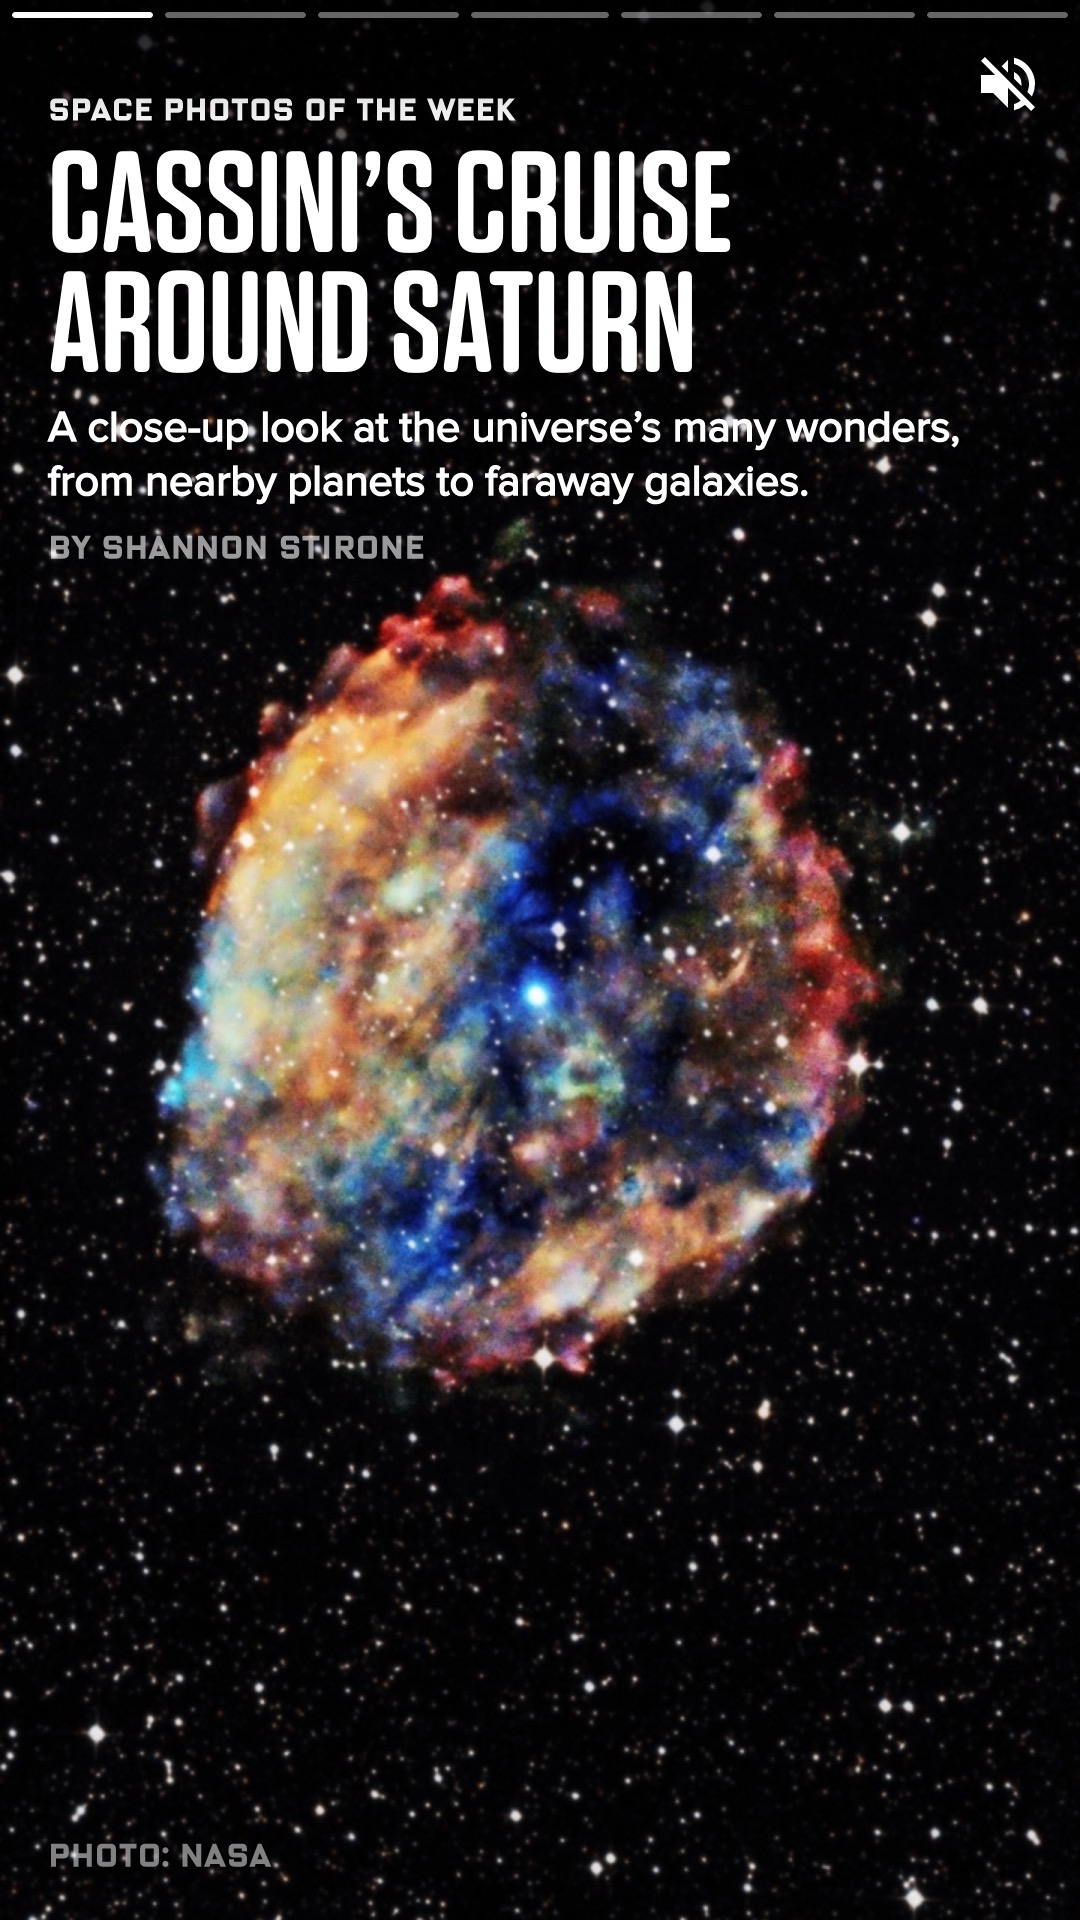 SPACE PHOTOS OF THE WEEK
CASSINI’S CRUISE
AROUND SATURN
A close-up look at the universe’s many wonders,
from nearby planets to faraway galaxies.
BY SHANNON STIRONE
PHOTO: NASA